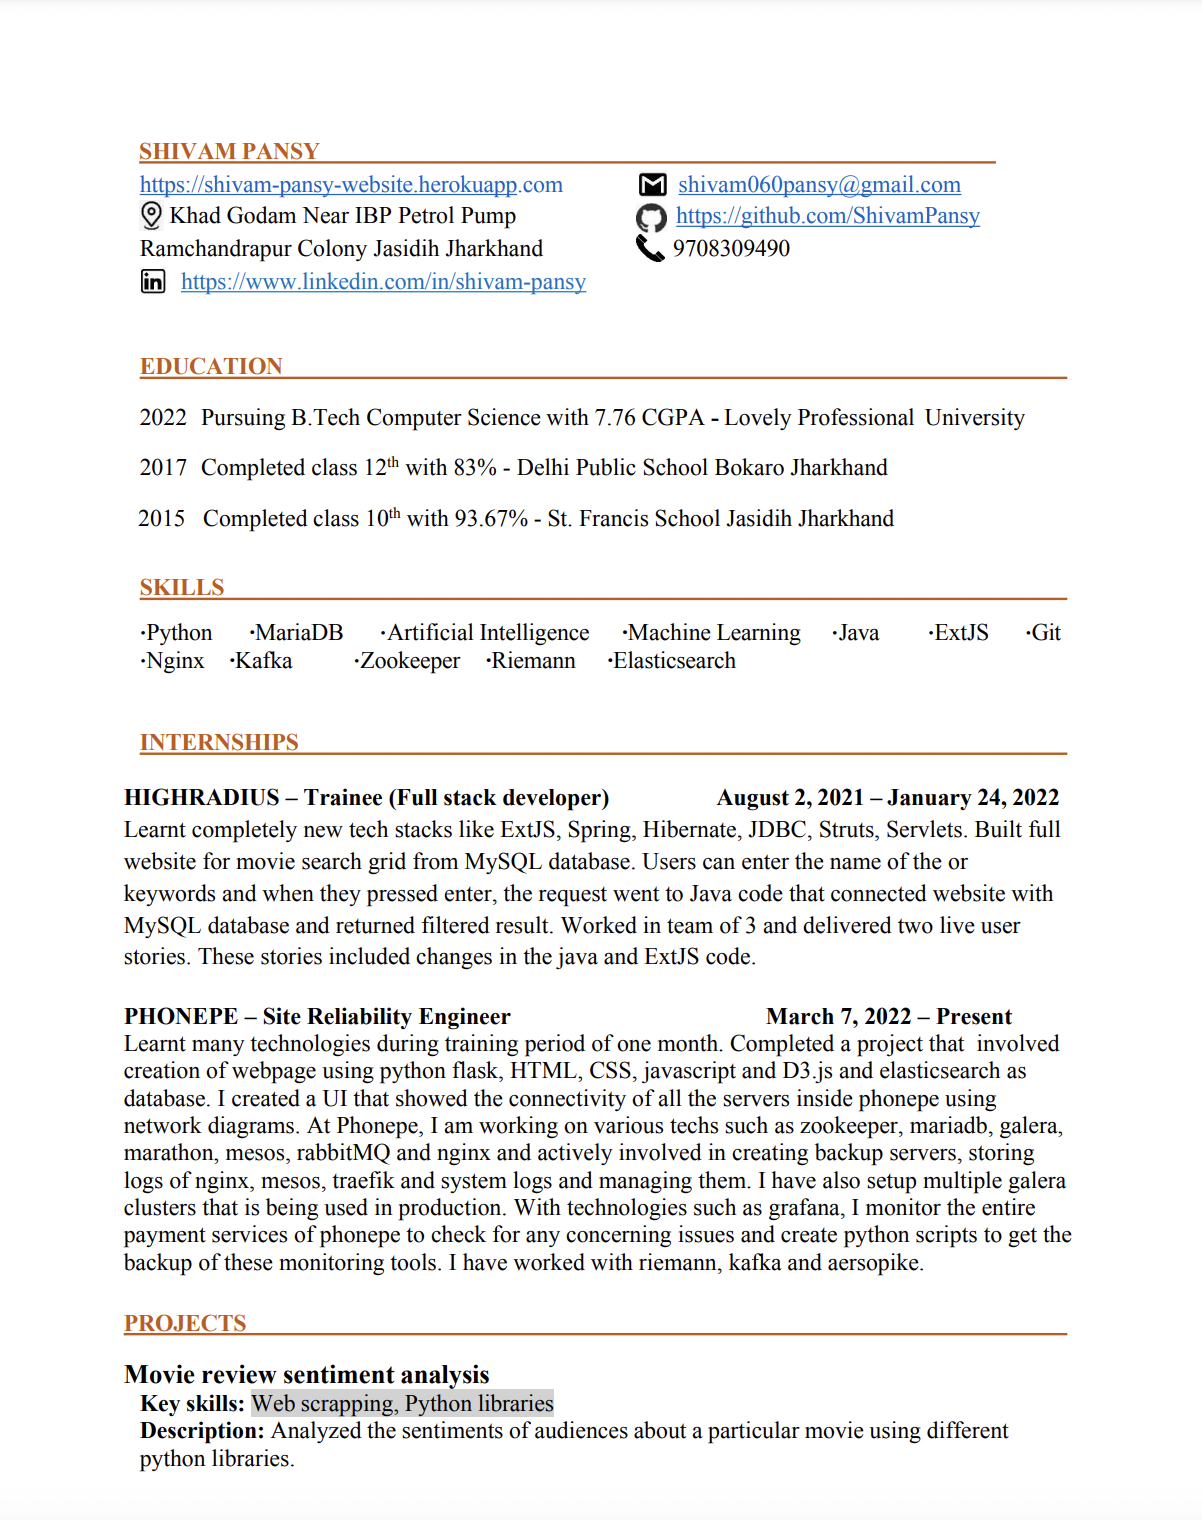 SHIVAM PANSY
https://shivam-pansy-website.herokuapp.com
shivam060pansy@gmail.com
Khad Godam Near IBP Petrol Pump
https://github.com/ShivamPansy
Ramchandrapur Colony Jasidih Jharkhand
9708309490
https://www.linkedin.com/in/shivam-pansy
EDUCATION
2022 Pursuing B.Tech Computer Science with 7.76 CGPA - Lovely Professional University
2017 Completed class 12th with 83% - Delhi Public School Bokaro Jharkhand
2015 Completed class 10th with 93.67% - St. Francis School Jasidih Jharkhand
SKILLS
·Python ·MariaDB ·Artificial Intelligence ·Machine Learning ·Java ·ExtJS ·Git
·Nginx ·Kafka ·Zookeeper ·Riemann ·Elasticsearch
INTERNSHIPS
HIGHRADIUS – Trainee (Full stack developer) August 2, 2021 – January 24, 2022
Learnt completely new tech stacks like ExtJS, Spring, Hibernate, JDBC, Struts, Servlets. Built full
website for movie search grid from MySQL database. Users can enter the name of the or
keywords and when they pressed enter, the request went to Java code that connected website with
MySQL database and returned filtered result. Worked in team of 3 and delivered two live user
stories. These stories included changes in the java and ExtJS code.
PHONEPE – Site Reliability Engineer March 7, 2022 – Present
Learnt many technologies during training period of one month. Completed a project that involved
creation of webpage using python flask, HTML, CSS, javascript and D3.js and elasticsearch as
database. I created a UI that showed the connectivity of all the servers inside phonepe using
network diagrams. At Phonepe, I am working on various techs such as zookeeper, mariadb, galera,
marathon, mesos, rabbitMQ and nginx and actively involved in creating backup servers, storing
logs of nginx, mesos, traefik and system logs and managing them. I have also setup multiple galera
clusters that is being used in production. With technologies such as grafana, I monitor the entire
payment services of phonepe to check for any concerning issues and create python scripts to get the
backup of these monitoring tools. I have worked with riemann, kafka and aersopike.
PROJECTS
Movie review sentiment analysis
Key skills: Web scrapping, Python libraries
Description: Analyzed the sentiments of audiences about a particular movie using different
python libraries.